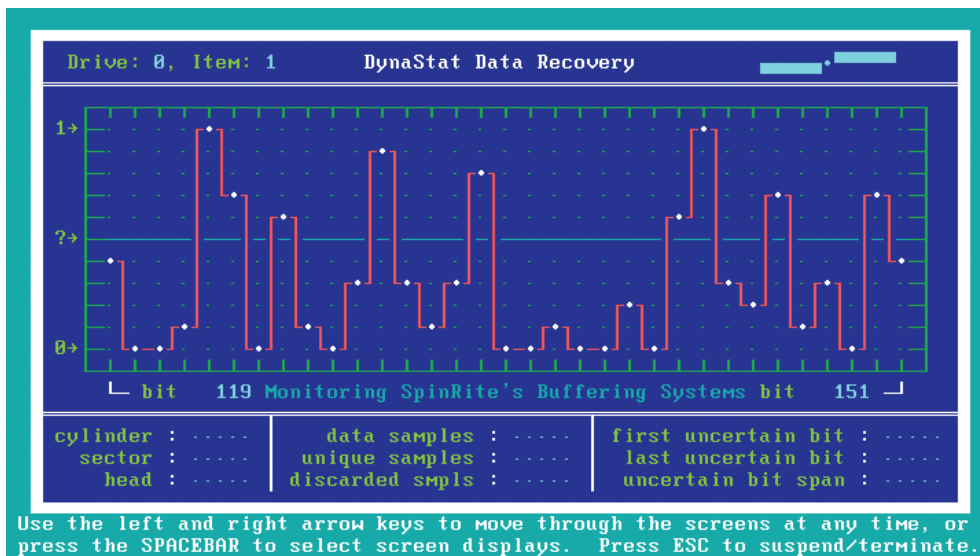 Drive: 0, Item: 1 DynaStat Data Recovery
1→
?→
0→
bit 119 Monitoring SpinRite's Buffering Systems bit 151
cylinder : ----- data samples : ----- first uncertain bit : -----
sector : ----- unique samples : ----- last uncertain bit : -----
head : ----- discarded smpls : ----- uncertain bit span : -----
Use the left and right arrow keys to move through the screens at any time, or
press the SPACEBAR to select screen displays.  Press ESC to suspend/terminate